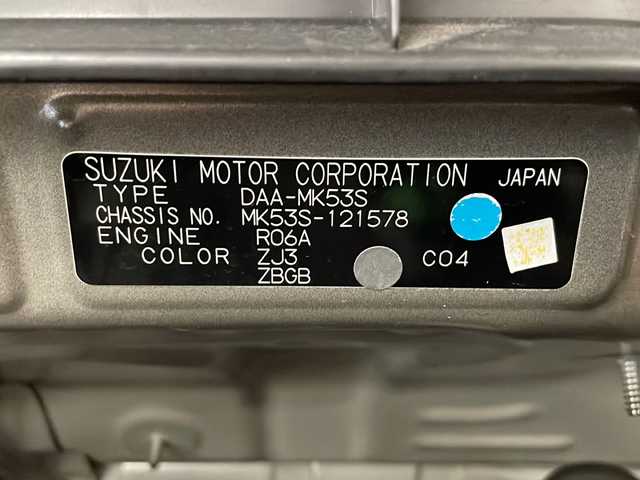 SUZUKI MOTOR CORPORATION JAPAN
TYPE DAA-MK53S
CHASSIS NO. MK53S-121578
ENGINE R06A
COLOR ZJ3 C04
ZBGB